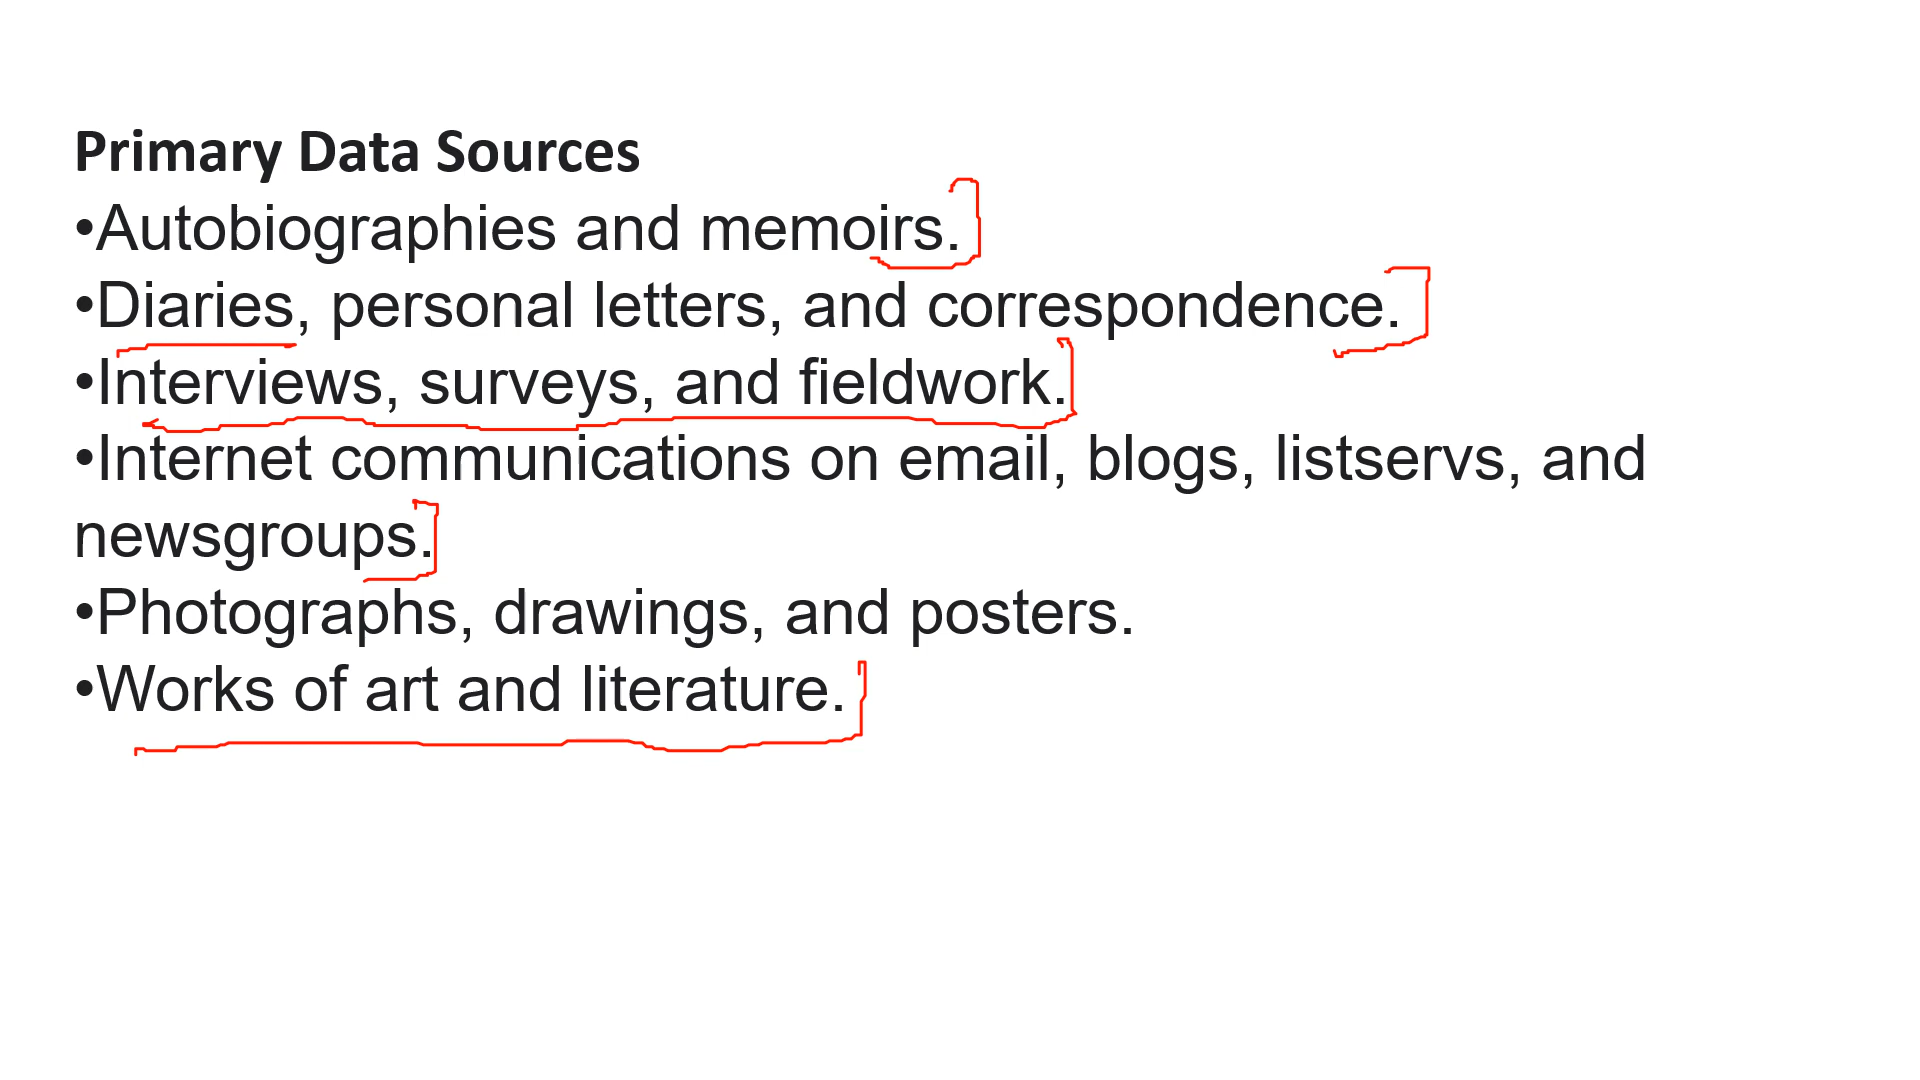 Primary Data Sources
•Autobiographies and memoirs.
•Diaries, personal letters, and correspondence.
•Interviews, surveys, and fieldwork.
•Internet communications on email, blogs, listservs, and
newsgroups.
•Photographs, drawings, and posters.
•Works of art and literature.